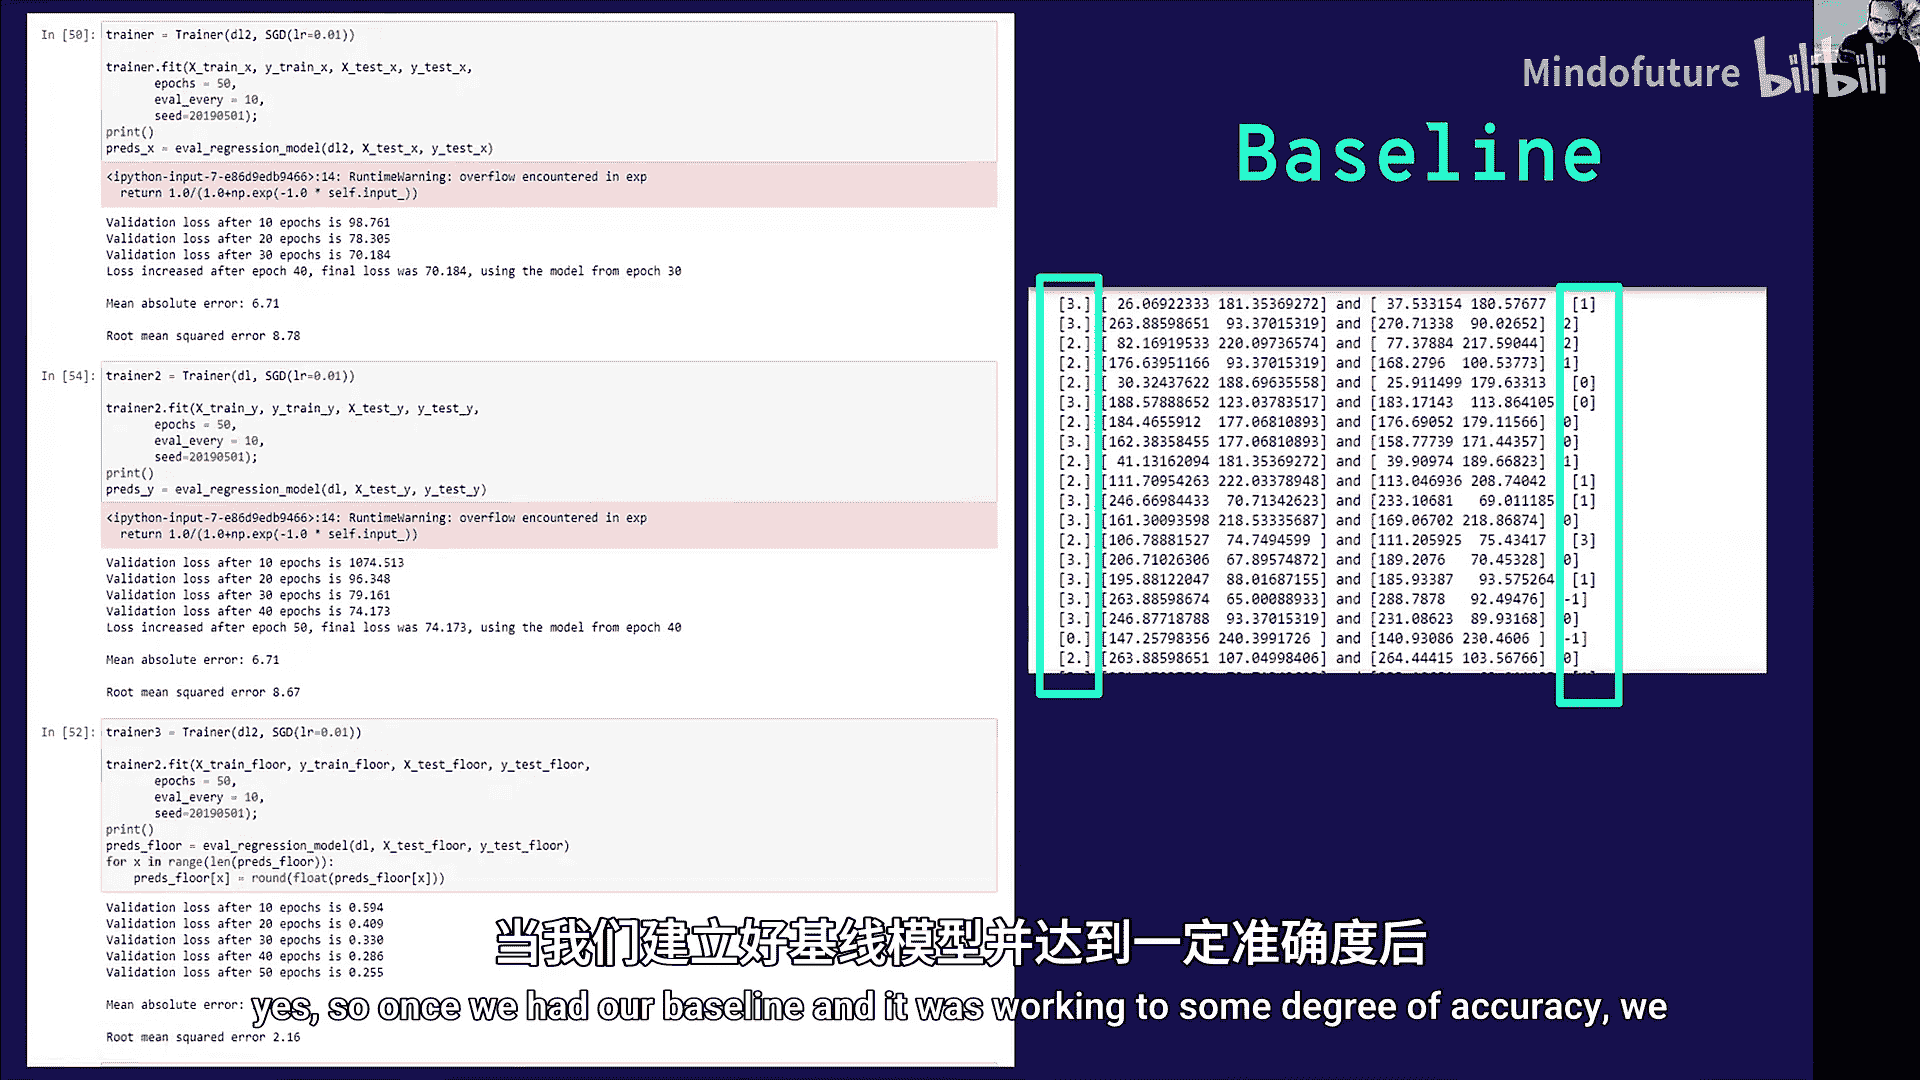 In [50]: trainer = Trainer(dl2, SGD(lr=0.01))
trainer.fit(X_train_x, y_train_x, X_test_x, y_test_x,
epochs = 50,
eval_every = 10,
seed=20190501);
print()
preds_x = eval_regression_model(dl2, X_test_x, y_test_x)
<ipython-input-7-e86d9edb9466>:14: RuntimeWarning: overflow encountered in exp
return 1.0/(1.0+np.exp(-1.0 * self.input_))
Validation loss after 10 epochs is 98.761
Validation loss after 20 epochs is 78.305
Validation loss after 30 epochs is 70.184
Loss increased after epoch 40, final loss was 70.184, using the model from epoch 30
Mean absolute error: 6.71
Root mean squared error 8.78
In [54]: trainer2 = Trainer(dl, SGD(lr=0.01))
trainer2.fit(X_train_y, y_train_y, X_test_y, y_test_y,
epochs = 50,
eval_every = 10,
seed=20190501);
print()
preds_y = eval_regression_model(dl, X_test_y, y_test_y)
<ipython-input-7-e86d9edb9466>:14: RuntimeWarning: overflow encountered in exp
return 1.0/(1.0+np.exp(-1.0 * self.input_))
Validation loss after 10 epochs is 1074.513
Validation loss after 20 epochs is 96.348
Validation loss after 30 epochs is 79.161
Validation loss after 40 epochs is 74.173
Loss increased after epoch 50, final loss was 74.173, using the model from epoch 40
Mean absolute error: 6.71
Root mean squared error 8.67
In [52]: trainer3 = Trainer(dl2, SGD(lr=0.01))
trainer2.fit(X_train_floor, y_train_floor, X_test_floor, y_test_floor,
epochs = 50,
eval_every = 10,
seed=20190501);
print()
preds_floor = eval_regression_model(dl, X_test_floor, y_test_floor)
for x in range(len(preds_floor)):
preds_floor[x] = round(float(preds_floor[x]))
Validation loss after 10 epochs is 0.594
Validation loss after 20 epochs is 0.409
Validation loss after 30 epochs is 0.330
Validation loss after 40 epochs is 0.286
Validation loss after 50 epochs is 0.255
Mean absolute error:
Root mean squared error 2.16
Mindofuture bilibili
Baseline
[3.] [ 26.06922333 181.35369272] and [ 37.533154 180.57677 [1]
[3.] [263.88598651 93.37015319] and [270.71338 90.02652] 2]
[2.] [ 82.16919533 220.09736574] and [ 77.37884 217.59044] 2]
[2.] [176.63951166 93.37015319] and [168.2796 100.53773] 1]
[2.] [ 30.32437622 188.69635558] and [ 25.911499 179.63313 [0]
[3.] [188.57888652 123.03783517] and [183.17143 113.864105 [0]
[2.] [184.4655912 177.06810893] and [176.69052 179.11566] 0]
[3.] [162.38358455 177.06810893] and [158.77739 171.44357] 0]
[2.] [ 41.13162094 181.35369272] and [ 39.90974 189.66823] 1]
[2.] [111.70954263 222.03378948] and [113.046936 208.74042 [1]
[3.] [246.66984433 70.71342623] and [233.10681 69.011185 [1]
[3.] [161.30093598 218.53335687] and [169.06702 218.86874] 0]
[2.] [106.78881527 74.7494599 ] and [111.205925 75.43417 [3]
[3.] [206.71026306 67.89574872] and [189.2076 70.45328] 0]
[3.] [195.88122047 88.01687155] and [185.93387 93.575264 [1]
[3.] [263.88598674 65.00088933] and [288.7878 92.49476] -1]
[3.] [246.87718788 93.37015319] and [231.08623 89.93168] 0]
[0.] [147.25798356 240.3991726 ] and [140.93086 230.4606 ] -1]
[2.] [263.88598651 107.04998406] and [264.44415 103.56766] 0]
当我们建立好基线模型并达到一定准确度后
yes, so once we had our baseline and it was working to some degree of accuracy, we